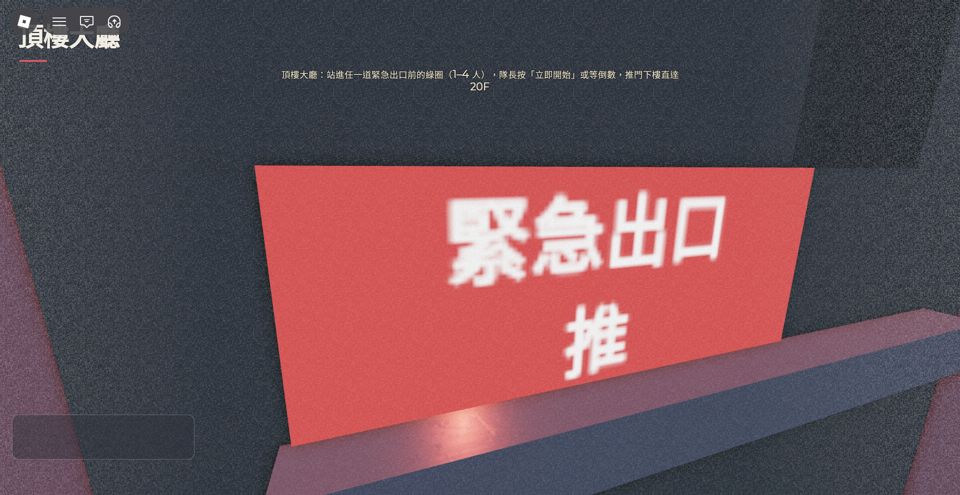 頂樓大廳
頂樓大廳：站進任一道緊急出口前的綠圈（1–4 人），隊長按「立即開始」或等倒數，推門下樓直達
20F
緊急出口
推